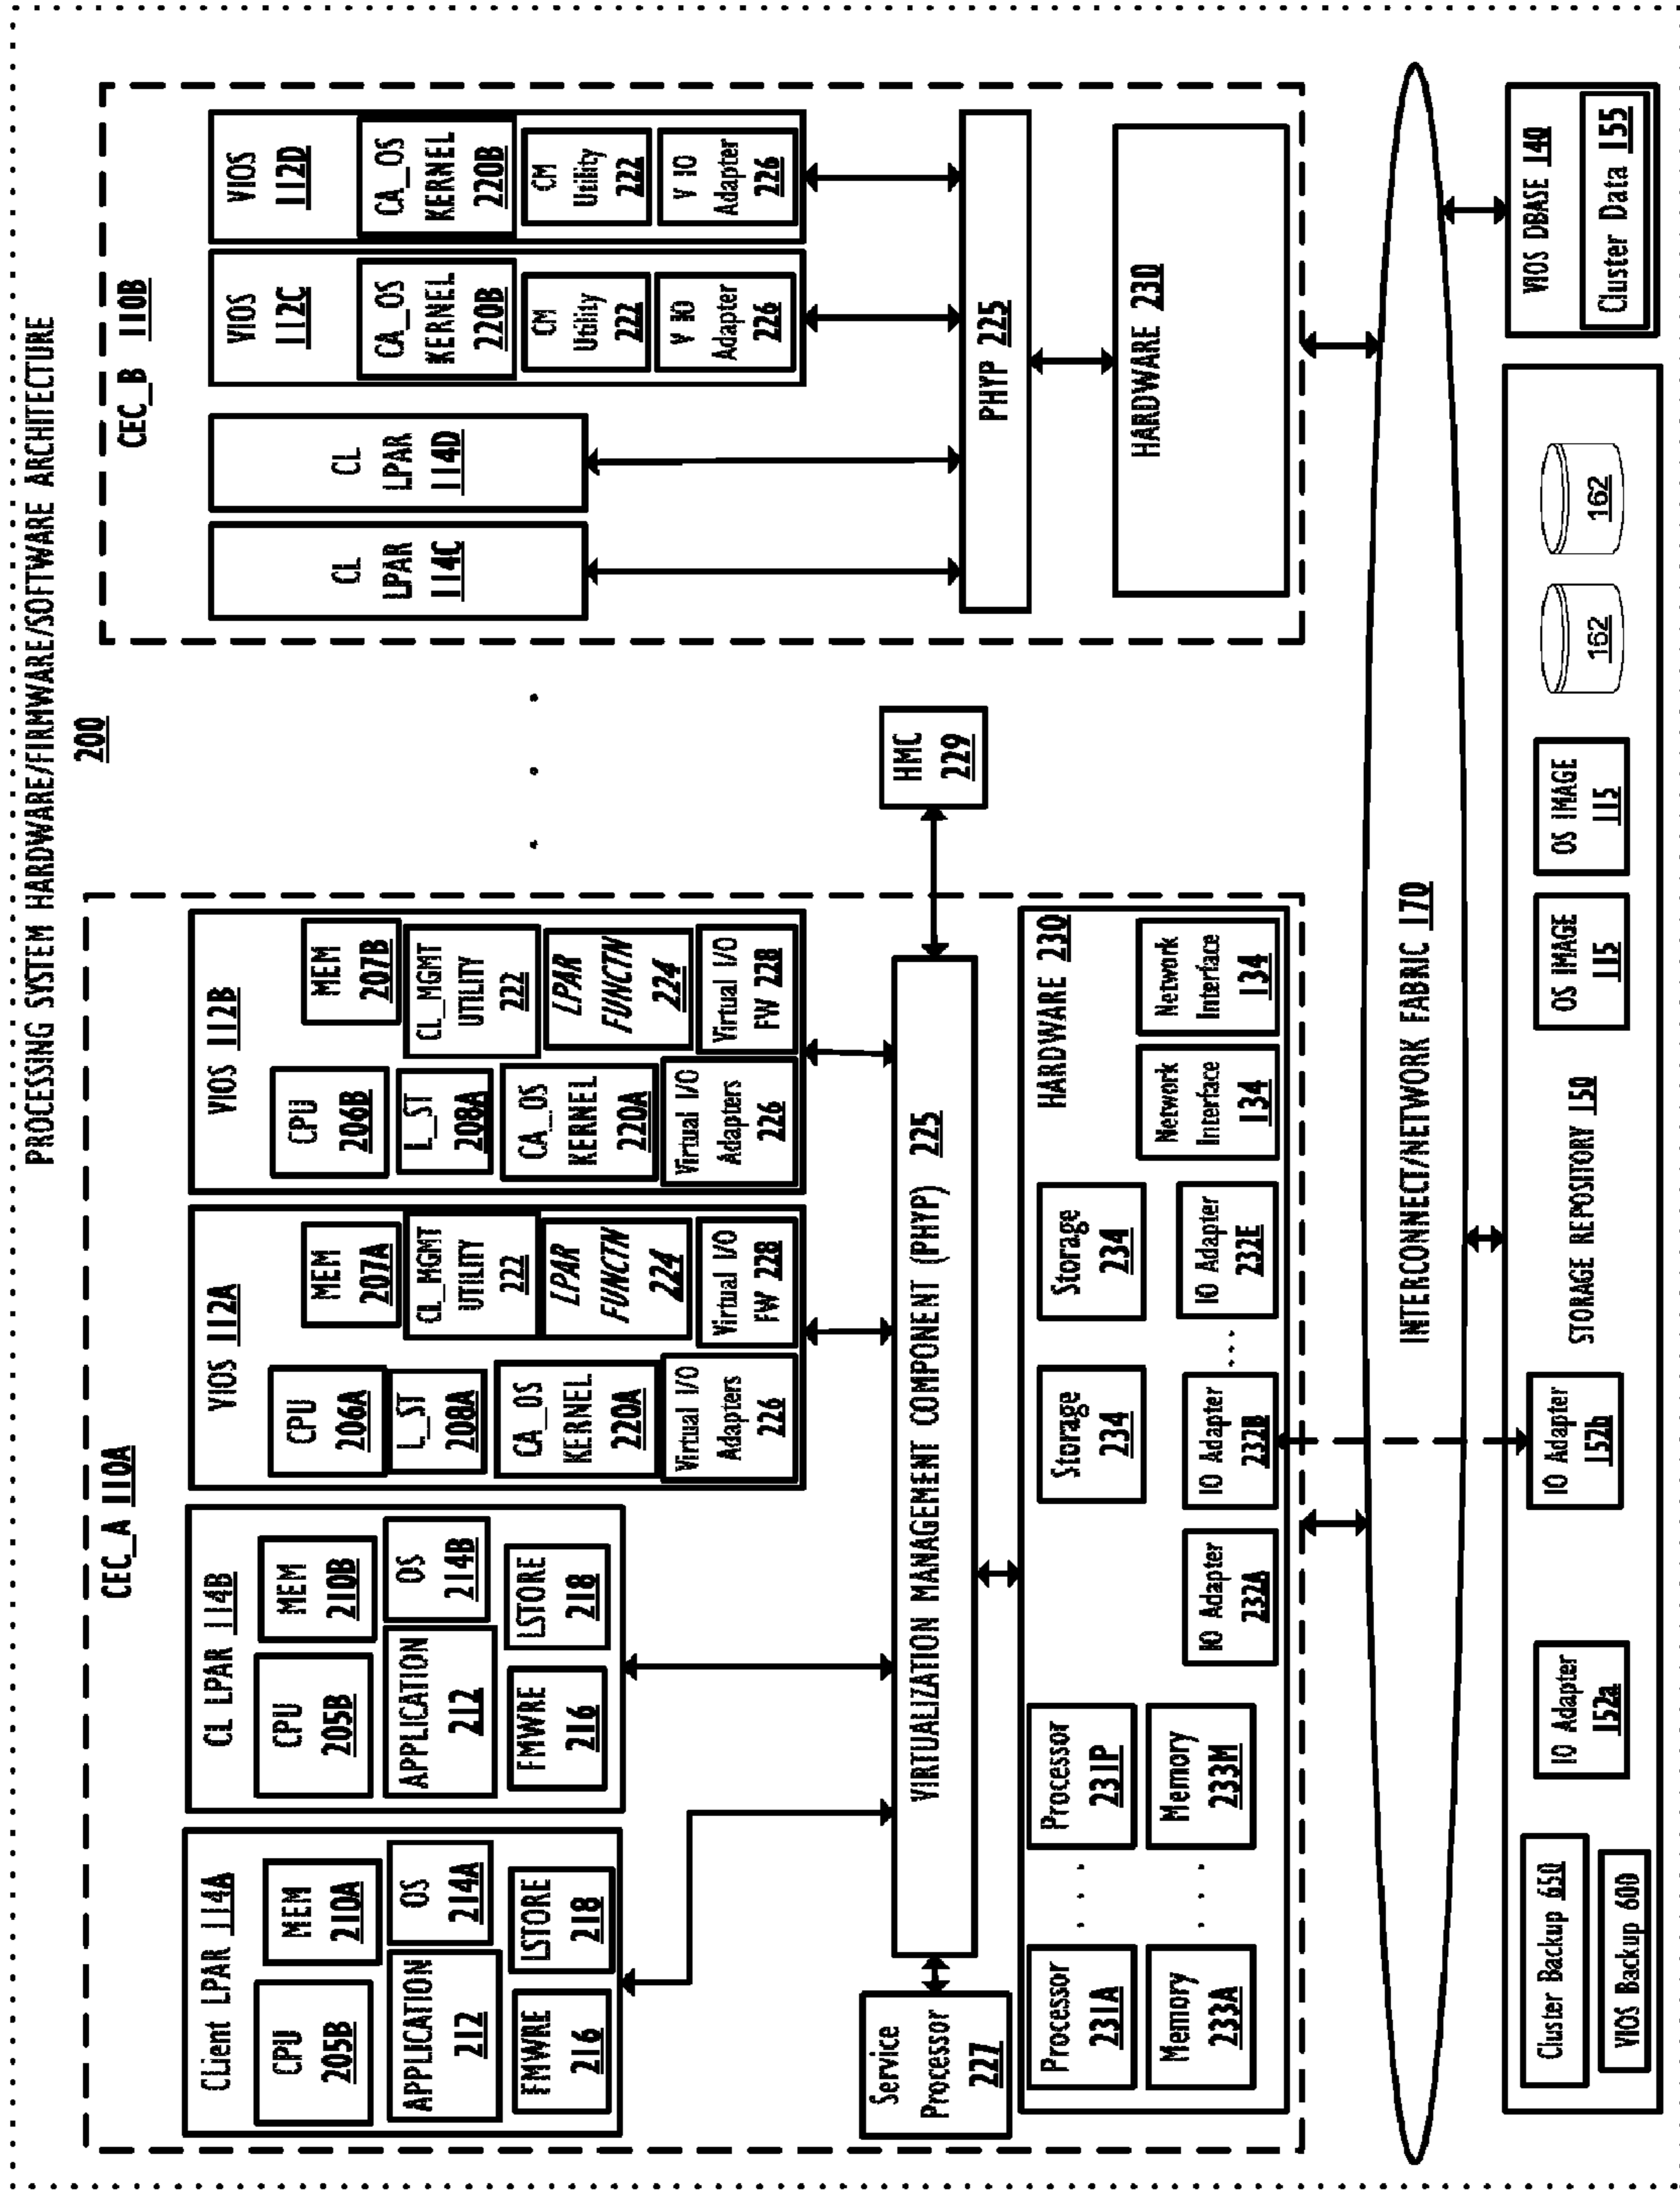 PROCESSING SYSTEM HARDWARE/FIRMWARE/SOFTWARE ARCHITECTURE
200
CEC_A 110A
CLient LPAR 114A
CPU
205B
MEM
210A
APPLICATION
212
OS
214A
FMWRE
216
LSTORE
218
CL LPAR 114B
CPU
205B
MEM
210B
APPLICATION
212
OS
214B
FMWRE
216
LSTORE
218
VIOS 112A
CPU
206A
MEM
207A
L_ST
208A
CL_MGMT
UTILITY
222
CA_OS
KERNEL
220A
LPAR
FUNCTN
224
Virtual I/O
Adapters
226
Virtual I/O
FW 228
VIOS 112B
CPU
206B
MEM
207B
L_ST
208A
CL_MGMT
UTILITY
222
CA_OS
KERNEL
220A
LPAR
FUNCTN
224
Virtual I/O
Adapters
226
Virtual I/O
FW 228
. . .
Service
Processor
227
VIRTUALIZATION MANAGEMENT COMPONENT (PHYP) 225
HMC
229
HARDWARE 230
Processor
231A
. . .
Processor
231P
Memory
233A
. . .
Memory
233M
Storage
234
Storage
234
IO Adapter
232A
IO Adapter
232B
...
IO Adapter
232E
Network
Interface
134
Network
Interface
134
CEC_B 110B
CL
LPAR
114C
CL
LPAR
114D
VIOS
112C
CA_OS
KERNEL
220B
CM
Utility
222
V IO
Adapter
226
VIOS
112D
CA_OS
KERNEL
220B
CM
Utility
222
V IO
Adapter
226
PHYP 225
HARDWARE 230
INTERCONNECT/NETWORK FABRIC 170
Cluster Backup 650
VIOS Backup 600
IO Adapter
152a
IO Adapter
152b
STORAGE REPOSITORY 150
OS IMAGE
115
OS IMAGE
115
162
162
VIOS DBASE 140
Cluster Data 155